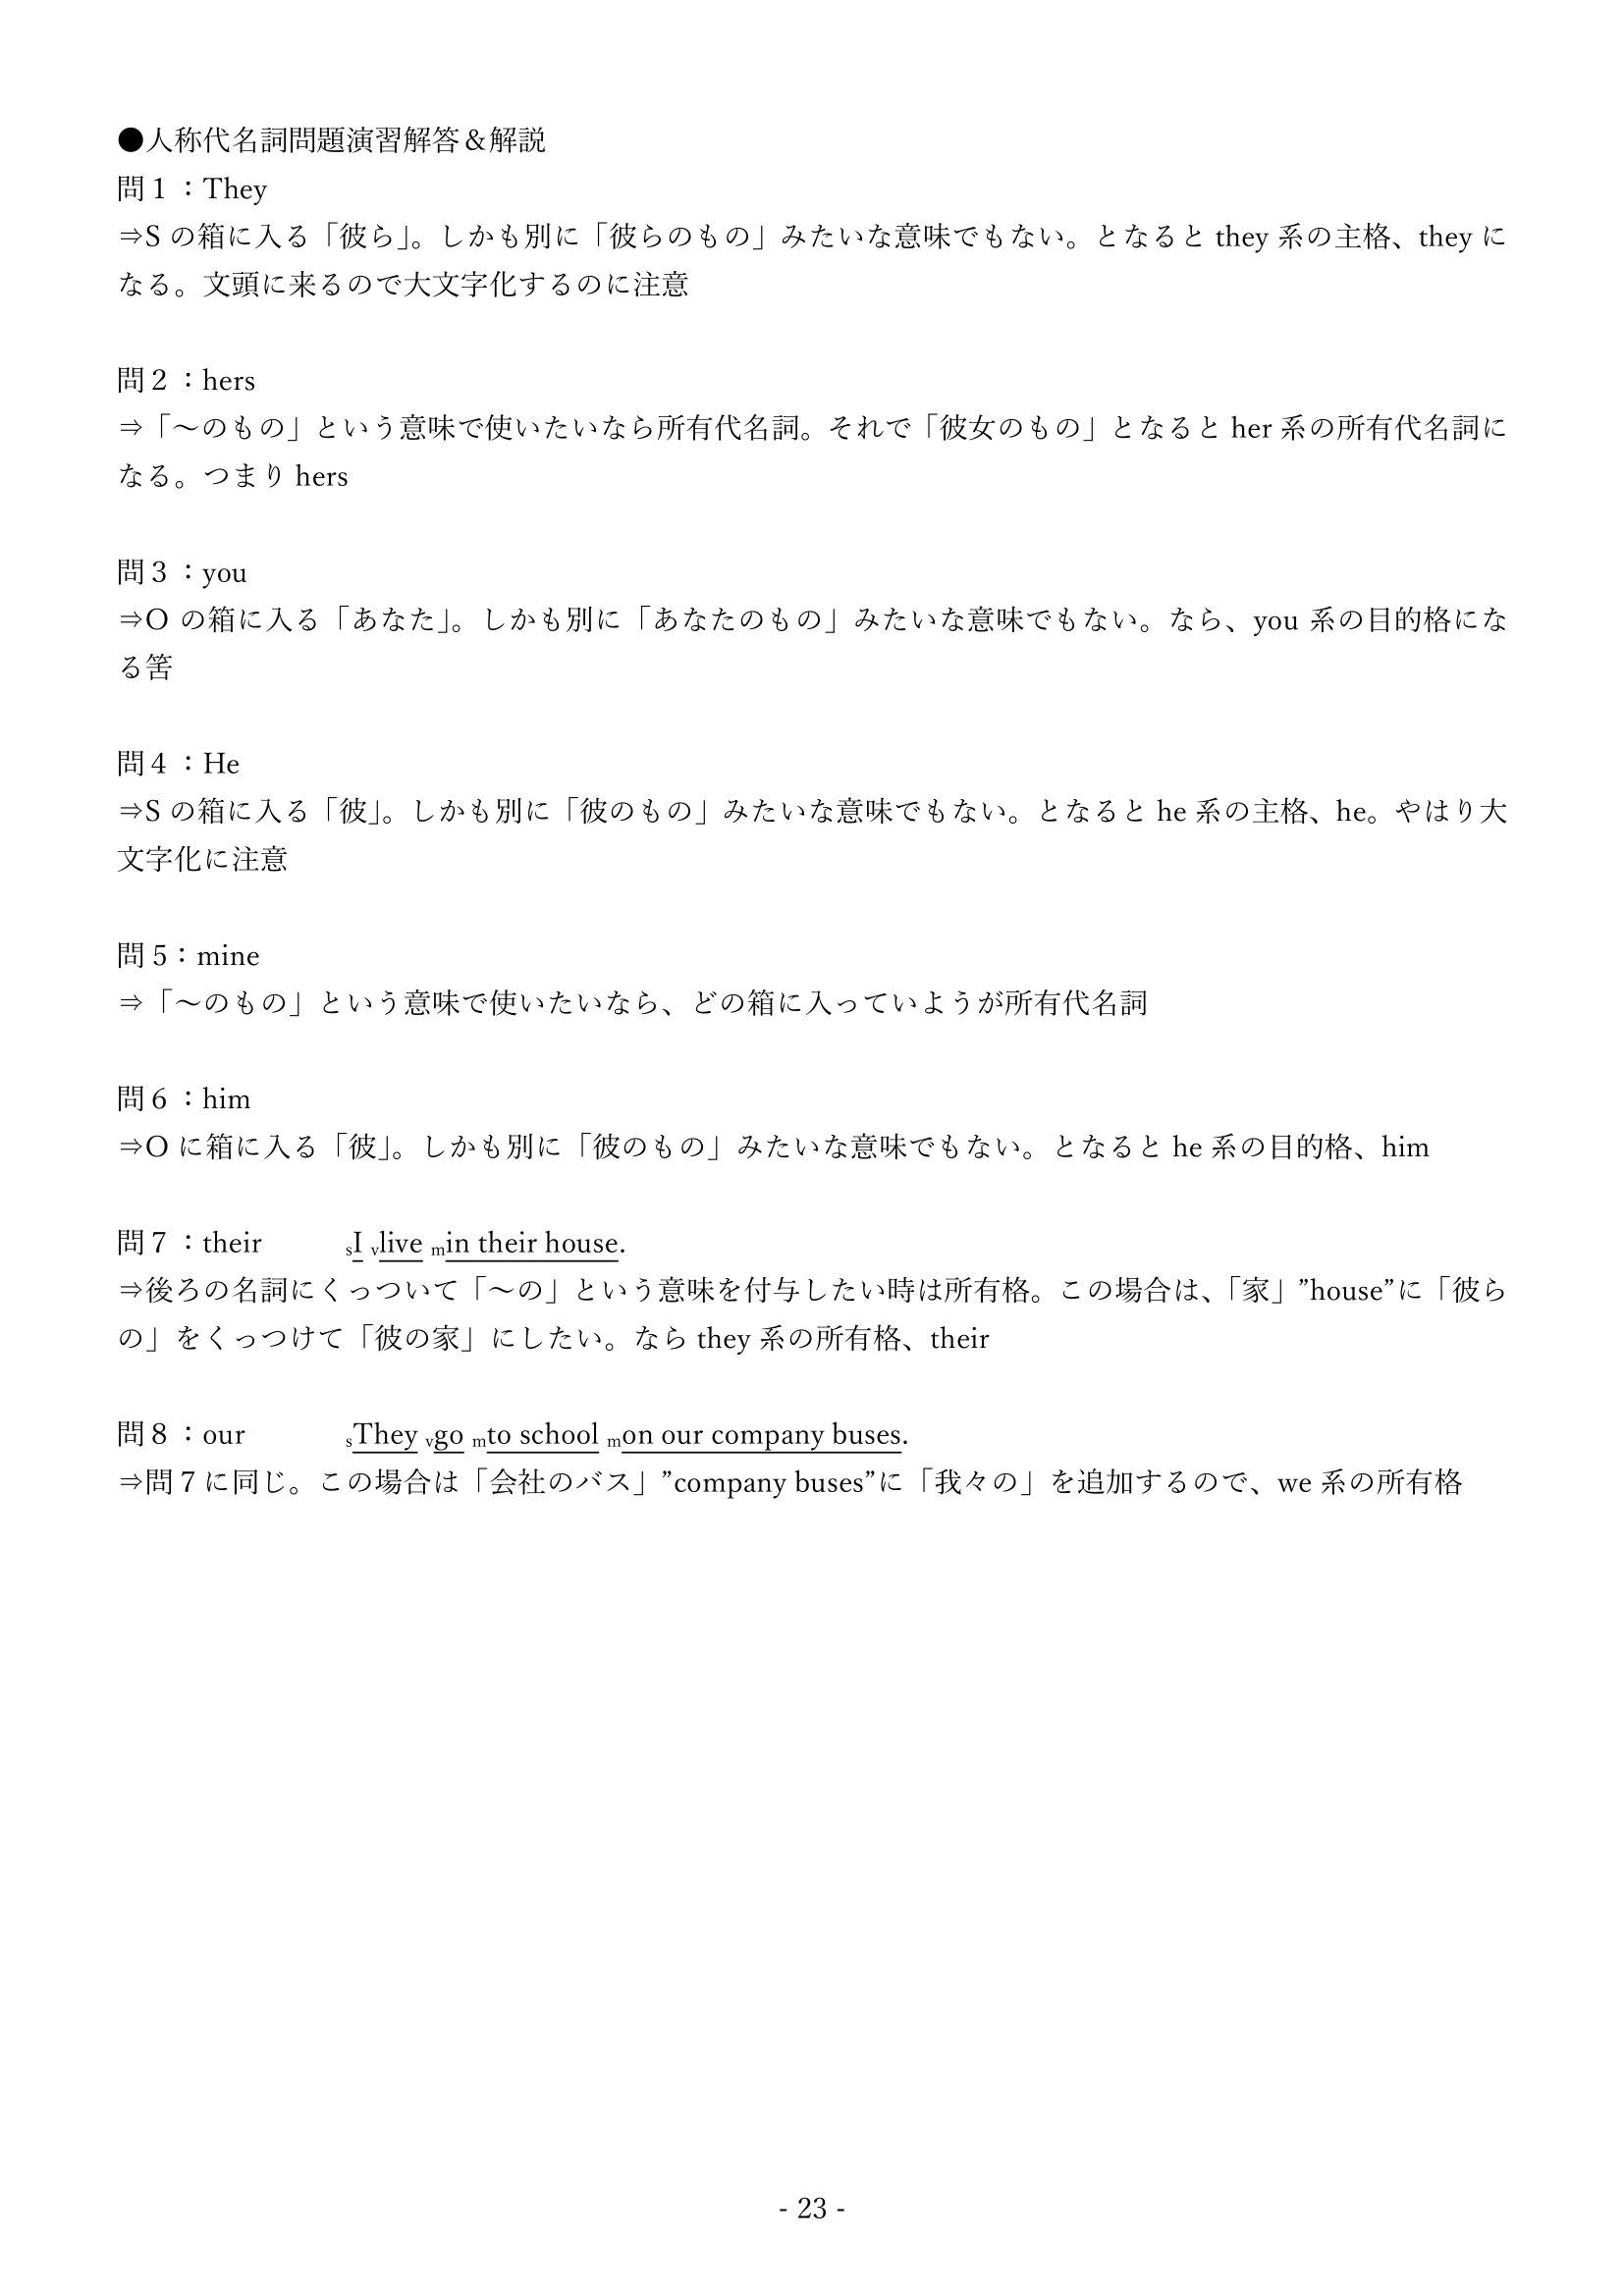 ●人称代名詞問題演習解答＆解説
問１：They
⇒S の箱に入る「彼ら」。しかも別に「彼らのもの」みたいな意味でもない。となると they 系の主格、they に
なる。文頭に来るので大文字化するのに注意
問２：hers
⇒「～のもの」という意味で使いたいなら所有代名詞。それで「彼女のもの」となると her 系の所有代名詞に
なる。つまり hers
問３：you
⇒O の箱に入る「あなた」。しかも別に「あなたのもの」みたいな意味でもない。なら、you 系の目的格にな
る筈
問４：He
⇒S の箱に入る「彼」。しかも別に「彼のもの」みたいな意味でもない。となると he 系の主格、he。やはり大
文字化に注意
問 5：mine
⇒「～のもの」という意味で使いたいなら、どの箱に入っていようが所有代名詞
問６：him
⇒O に箱に入る「彼」。しかも別に「彼のもの」みたいな意味でもない。となると he 系の目的格、him
問７：their sI vlive min their house.
⇒後ろの名詞にくっついて「～の」という意味を付与したい時は所有格。この場合は、「家」”house”に「彼ら
の」をくっつけて「彼の家」にしたい。なら they 系の所有格、their
問８：our sThey vgo mto school mon our company buses.
⇒問７に同じ。この場合は「会社のバス」”company buses”に「我々の」を追加するので、we 系の所有格
- 23 -